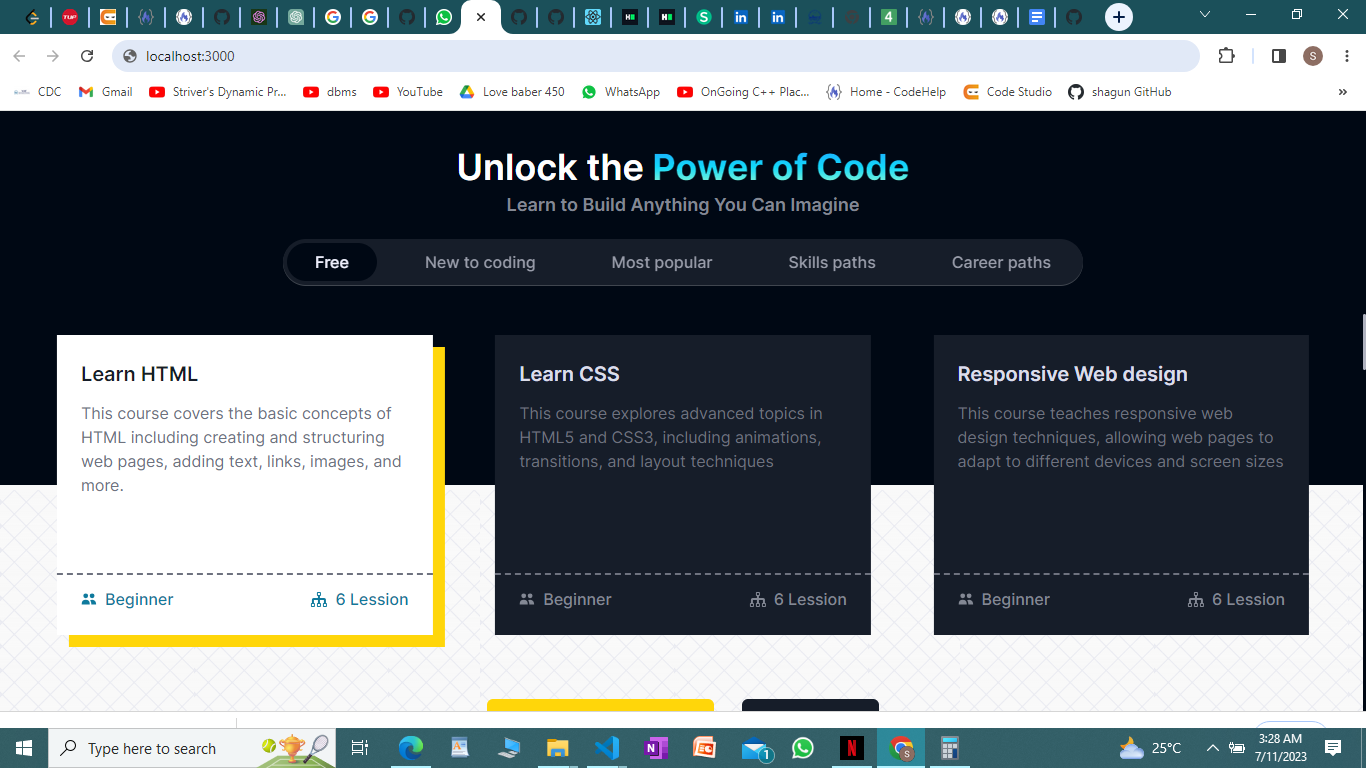 TUF
4
S
localhost:3000
S
CDC
Gmail
Striver's Dynamic Pr...
dbms
YouTube
Love baber 450
WhatsApp
OnGoing C++ Plac...
Home - CodeHelp
Code Studio
shagun GitHub
»
Unlock the Power of Code
Learn to Build Anything You Can Imagine
Free
New to coding
Most popular
Skills paths
Career paths
Learn HTML
This course covers the basic concepts of
HTML including creating and structuring
web pages, adding text, links, images, and
more.
Beginner
6 Lession
Learn CSS
This course explores advanced topics in
HTML5 and CSS3, including animations,
transitions, and layout techniques
Beginner
6 Lession
Responsive Web design
This course teaches responsive web
design techniques, allowing web pages to
adapt to different devices and screen sizes
Beginner
6 Lession
Type here to search
1
25°C
3:28 AM
7/11/2023